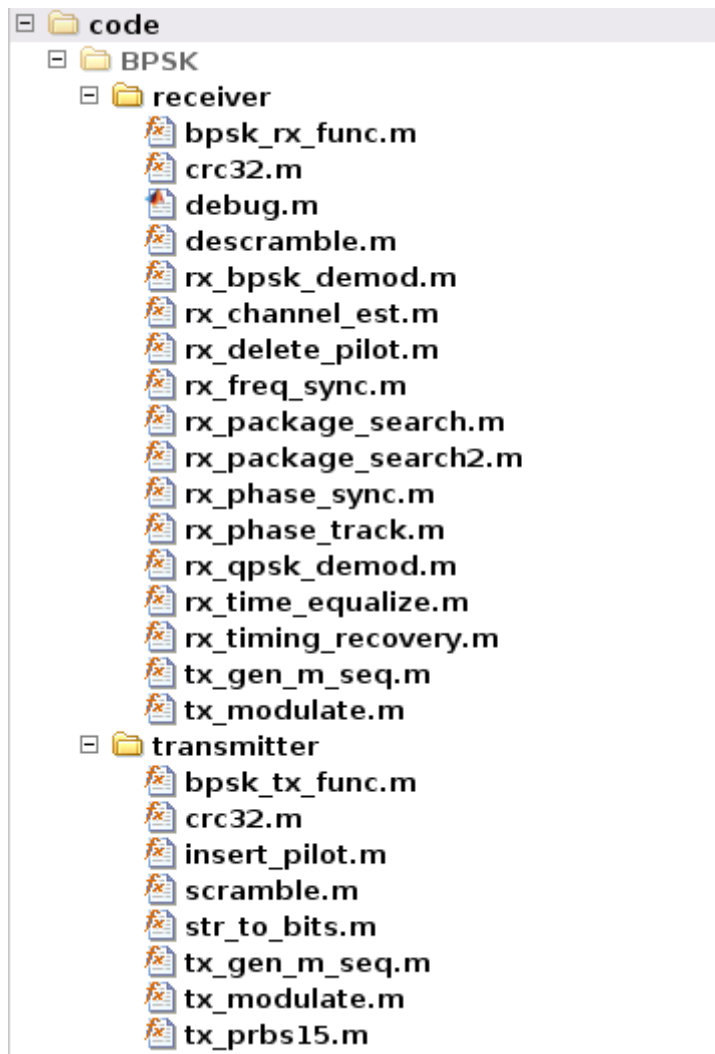 code
BPSK
receiver
bpsk_rx_func.m
crc32.m
debug.m
descramble.m
rx_bpsk_demod.m
rx_channel_est.m
rx_delete_pilot.m
rx_freq_sync.m
rx_package_search.m
rx_package_search2.m
rx_phase_sync.m
rx_phase_track.m
rx_qpsk_demod.m
rx_time_equalize.m
rx_timing_recovery.m
tx_gen_m_seq.m
tx_modulate.m
transmitter
bpsk_tx_func.m
crc32.m
insert_pilot.m
scramble.m
str_to_bits.m
tx_gen_m_seq.m
tx_modulate.m
tx_prbs15.m